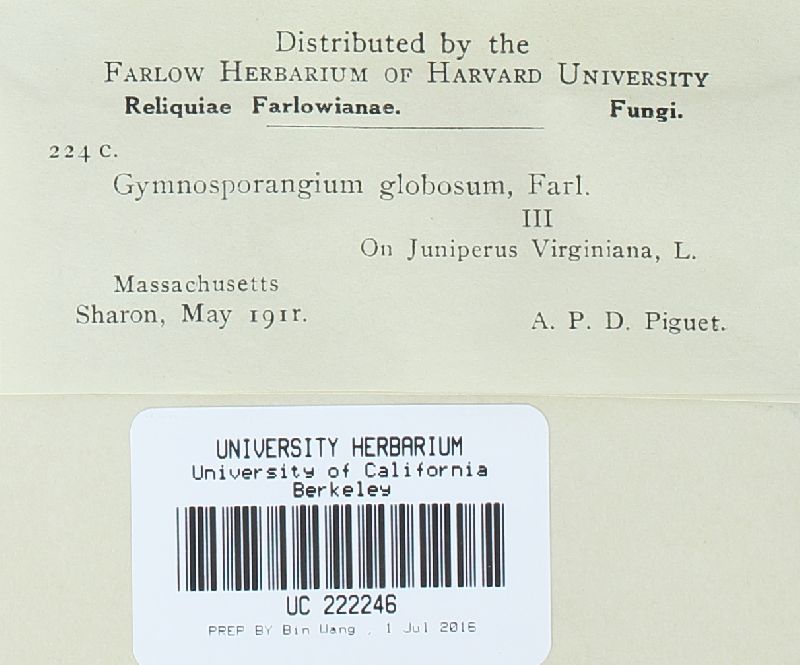 Distributed by the
FARLOW HERBARIUM OF HARVARD UNIVERSITY
Reliquiae Farlowianae. Fungi.
224 c.
Gymnosporangium globosum, Farl.
III
On Juniperus Virginiana, L.
Massachusetts
Sharon, May 1911.
A. P. D. Piguet.
UNIVERSITY HERBARIUM
University of California
Berkeley
UC 222246
PREP BY Bin Wang , 1 Jul 2016